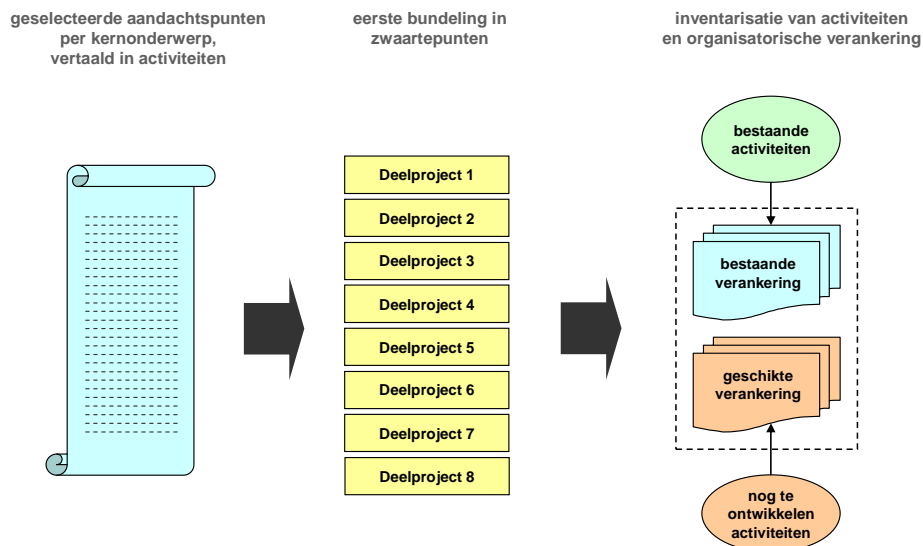 geselecteerde aandachtspunten
per kernonderwerp,
vertaald in activiteiten
eerste bundeling in
zwaartepunten
inventarisatie van activiteiten
en organisatorische verankering
Deelproject 1
Deelproject 2
Deelproject 3
Deelproject 4
Deelproject 5
Deelproject 6
Deelproject 7
Deelproject 8
bestaande
activiteiten
bestaande
verankering
geschikte
verankering
nog te
ontwikkelen
activiteiten